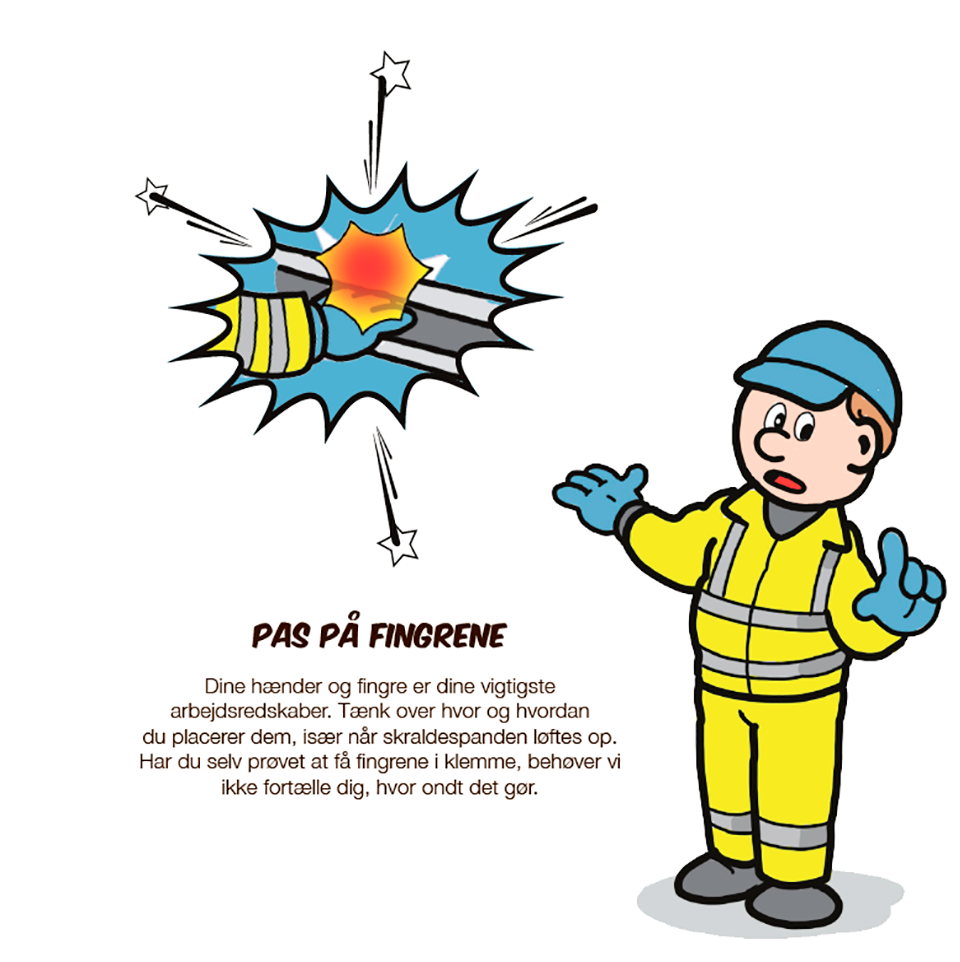 PAS PÅ FINGRENE
Dine hænder og fingre er dine vigtigste
arbejdsredskaber. Tænk over hvor og hvordan
du placerer dem, især når skraldespanden løftes op.
Har du selv prøvet at få fingrene i klemme, behøver vi
ikke fortælle dig, hvor ondt det gør.